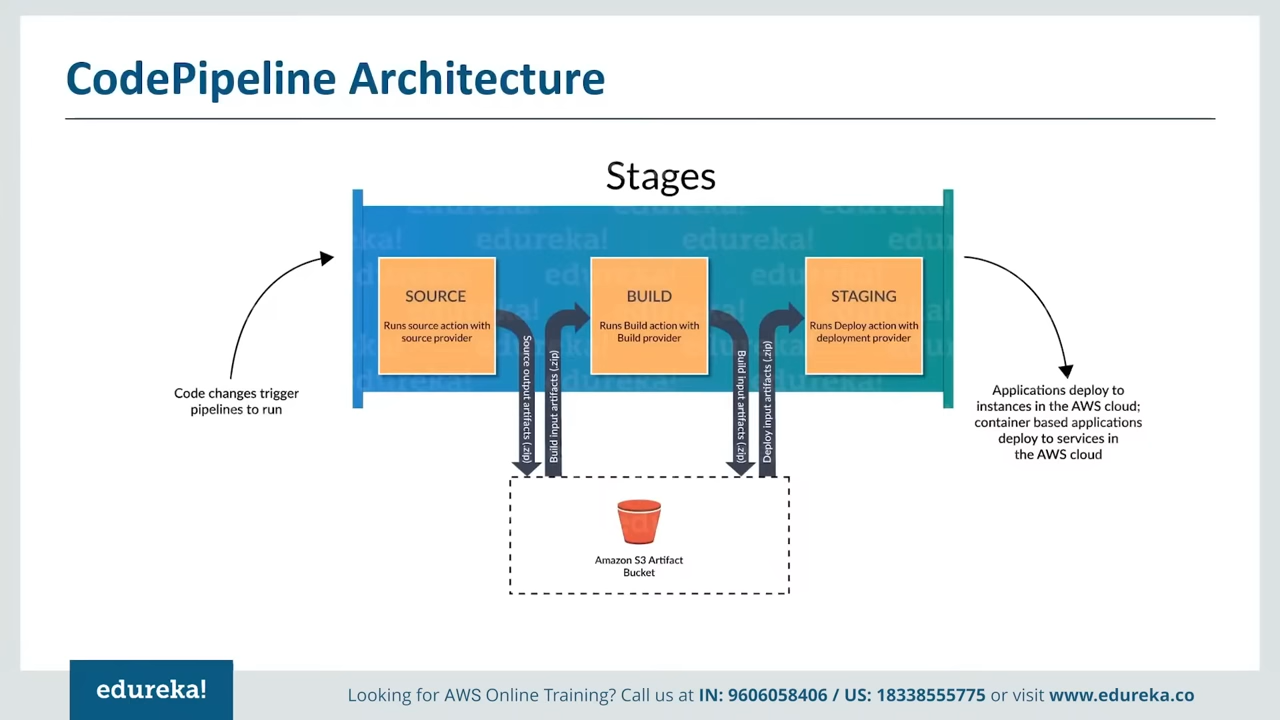 CodePipeline Architecture
Stages
edureka!
edureka!
edureka!
SOURCE
Runs source action with
source provider
BUILD
Runs Build action with
Build provider
STAGING
Runs Deploy action with
deployment provider
Source output artifacts (.zip)
Build input artifacts (.zip)
Build input artifacts (.zip)
Deploy input artifacts (.zip)
Code changes trigger
pipelines to run
Applications deploy to
instances in the AWS cloud;
container based applications
deploy to services in
the AWS cloud
Amazon S3 Artifact
Bucket
edureka!
Looking for AWS Online Training? Call us at IN: 9606058406 / US: 18338555775 or visit www.edureka.co